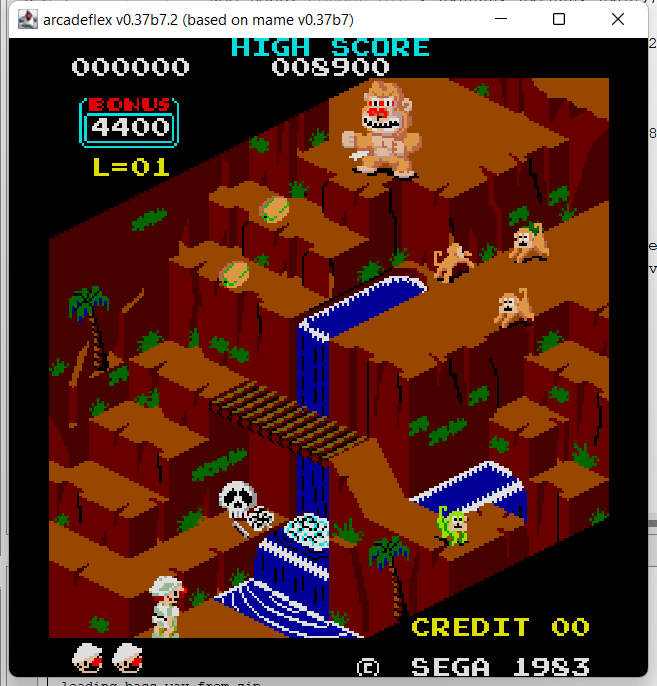 arcadeflex v0.37b7.2 (based on mame v0.37b7)
HIGH SCORE
000000 008900
BONUS
4400
L=01
CREDIT 00
© SEGA 1983